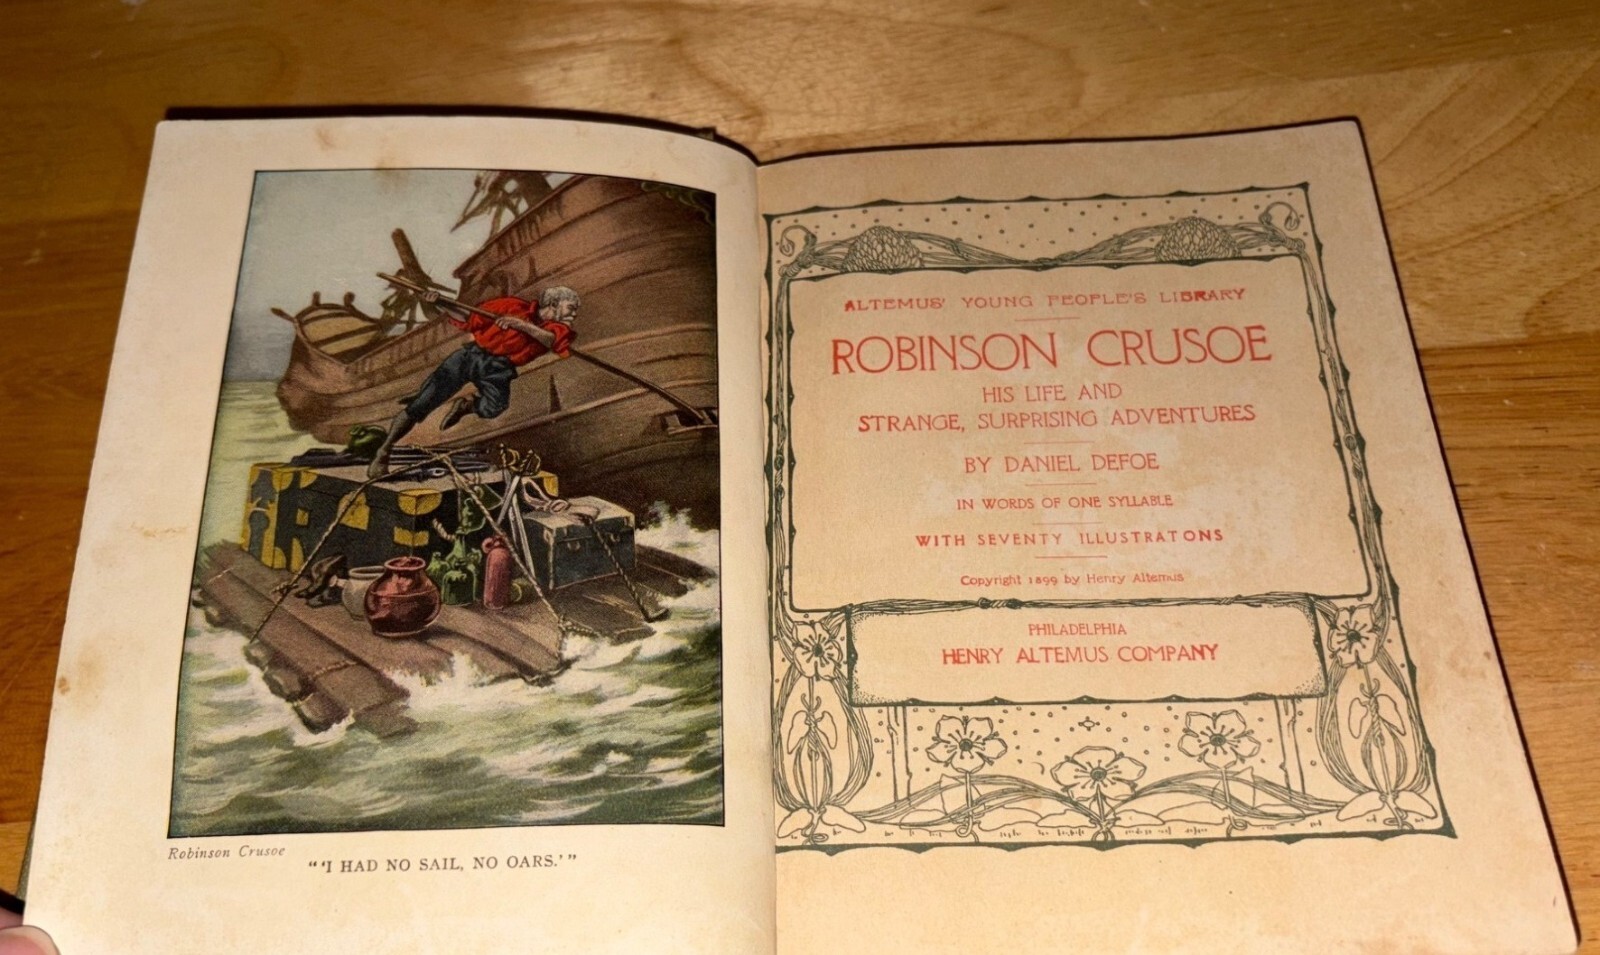 Robinson Crusoe
"'I HAD NO SAIL, NO OARS.'"
ALTEMUS' YOUNG PEOPLE'S LIBRARY
ROBINSON CRUSOE
HIS LIFE AND
STRANGE, SURPRISING ADVENTURES
BY DANIEL DEFOE
IN WORDS OF ONE SYLLABLE
WITH SEVENTY ILLUSTRATONS
Copyright 1899 by Henry Altemus
PHILADELPHIA
HENRY ALTEMUS COMPANY